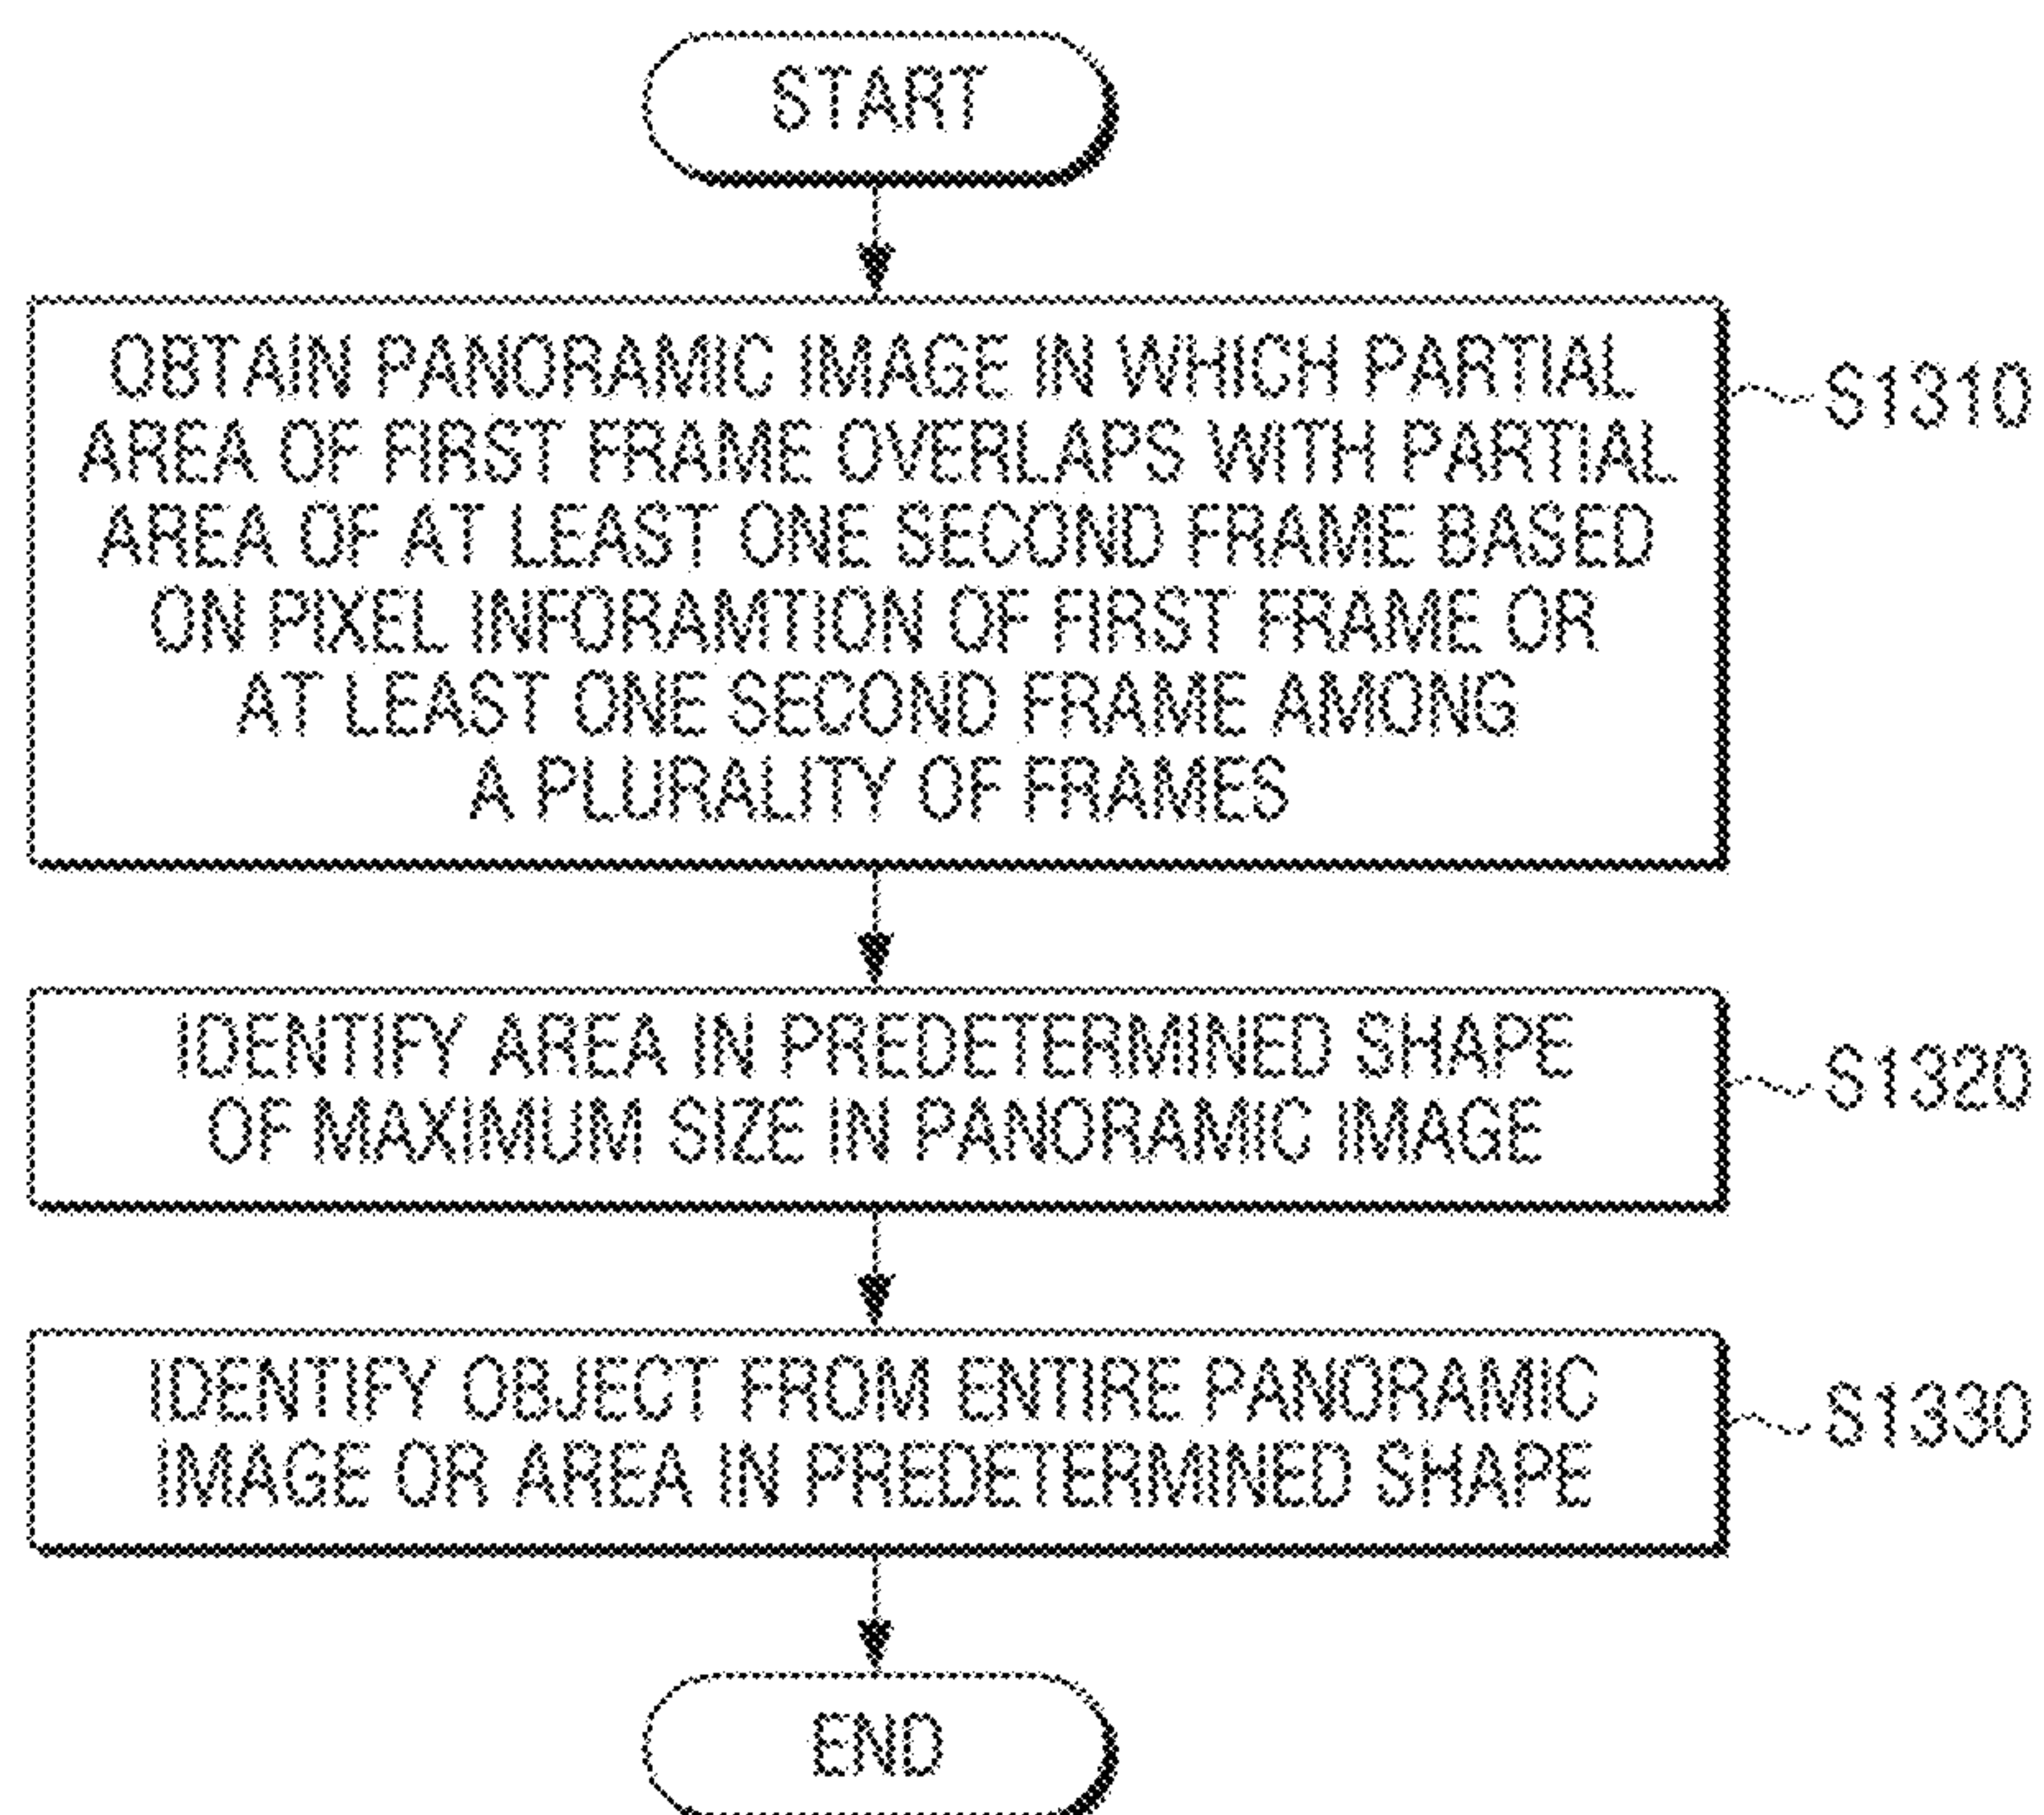 START
OBTAIN PANORAMIC IMAGE IN WHICH PARTIAL
AREA OF FIRST FRAME OVERLAPS WITH PARTIAL
AREA OF AT LEAST ONE SECOND FRAME BASED
ON PIXEL INFORAMTION OF FIRST FRAME OR
AT LEAST ONE SECOND FRAME AMONG
A PLURALITY OF FRAMES
S1310
IDENTIFY AREA IN PREDETERMINED SHAPE
OF MAXIMUM SIZE IN PANORAMIC IMAGE
S1320
IDENTIFY OBJECT FROM ENTIRE PANORAMIC
IMAGE OR AREA IN PREDETERMINED SHAPE
S1330
END